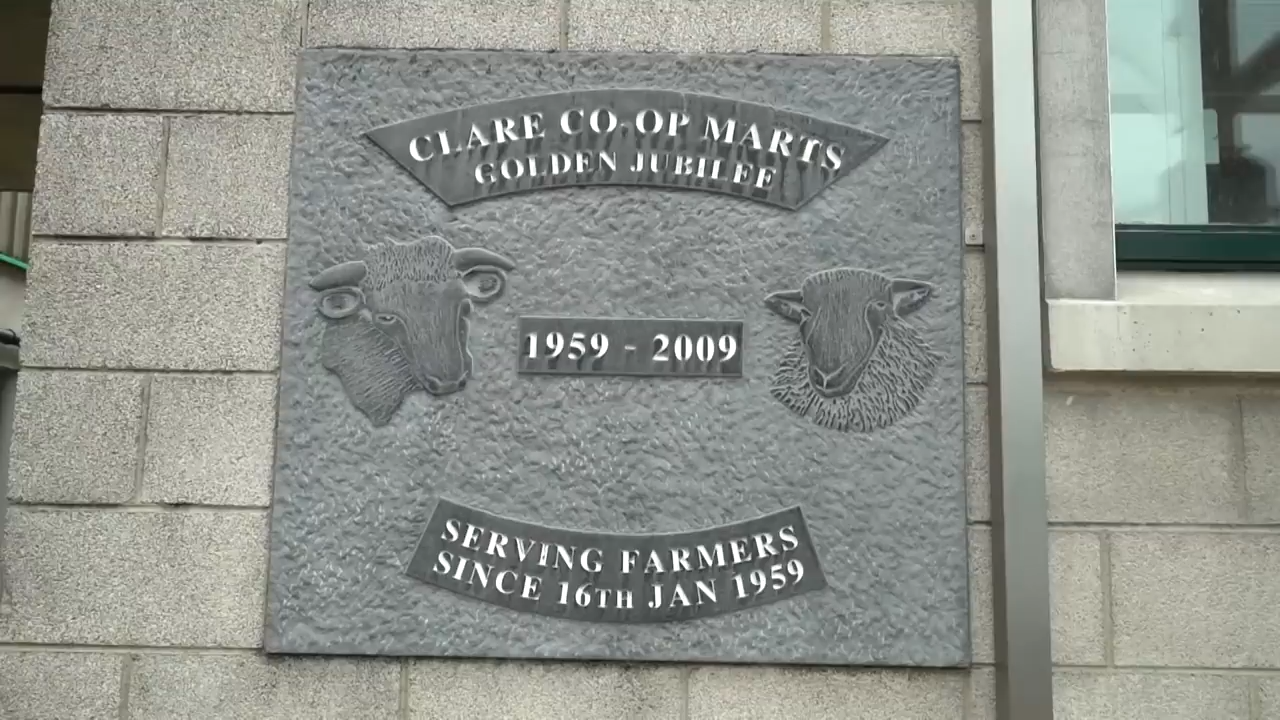 CLARE CO-OP MARTS
GOLDEN JUBILEE
1959 - 2009
SERVING FARMERS
SINCE 16TH JAN 1959